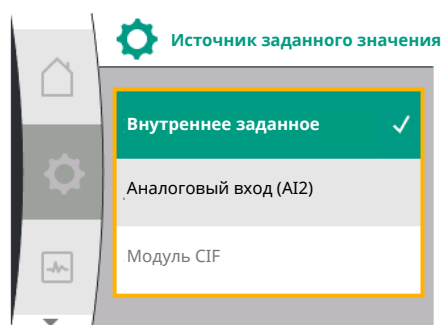 Источник заданного значения
Внутреннее заданное
Аналоговый вход (AI2)
Модуль CIF